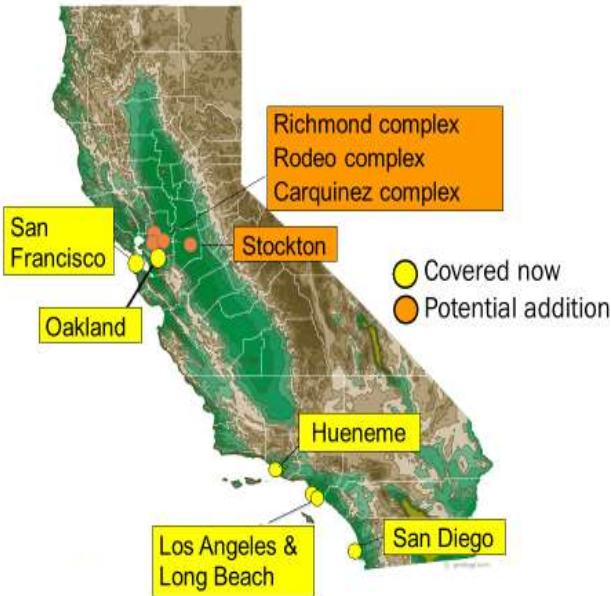 Richmond complex
Rodeo complex
Carquinez complex
San
Francisco
Stockton
Covered now
Potential addition
Oakland
Hueneme
San Diego
Los Angeles &
Long Beach